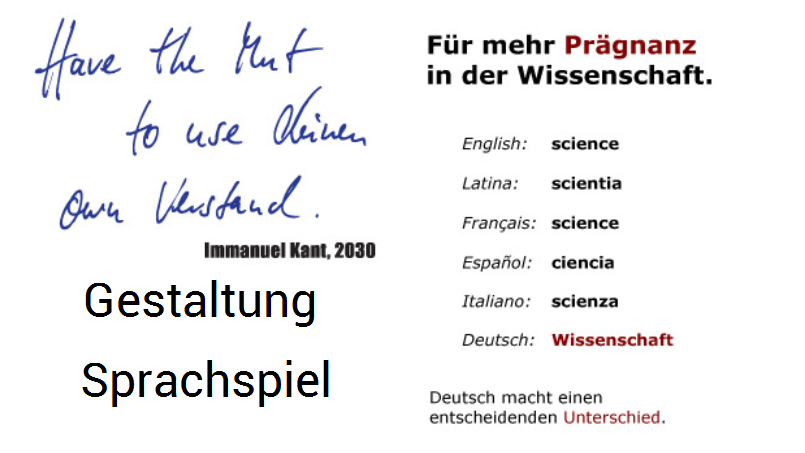 Have the Mut
to use deinen
own Verstand.
Immanuel Kant, 2030
Gestaltung
Sprachspiel
Für mehr Prägnanz
in der Wissenschaft.
English: science
Latina: scientia
Français: science
Español: ciencia
Italiano: scienza
Deutsch: Wissenschaft
Deutsch macht einen
entscheidenden Unterschied.